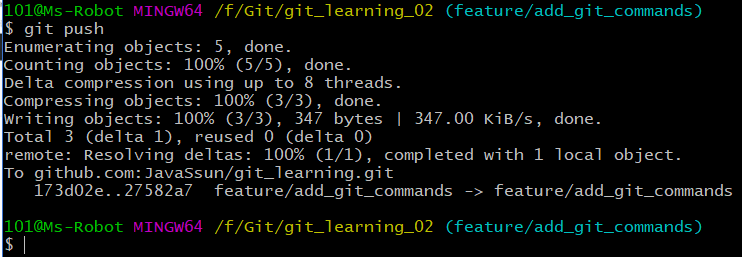 101@Ms-Robot MINGW64 /f/Git/git_learning_02 (feature/add_git_commands)
$ git push
Enumerating objects: 5, done.
Counting objects: 100% (5/5), done.
Delta compression using up to 8 threads.
Compressing objects: 100% (3/3), done.
Writing objects: 100% (3/3), 347 bytes | 347.00 KiB/s, done.
Total 3 (delta 1), reused 0 (delta 0)
remote: Resolving deltas: 100% (1/1), completed with 1 local object.
To github.com:JavaSsun/git_learning.git
   173d02e..27582a7  feature/add_git_commands -> feature/add_git_commands
101@Ms-Robot MINGW64 /f/Git/git_learning_02 (feature/add_git_commands)
$